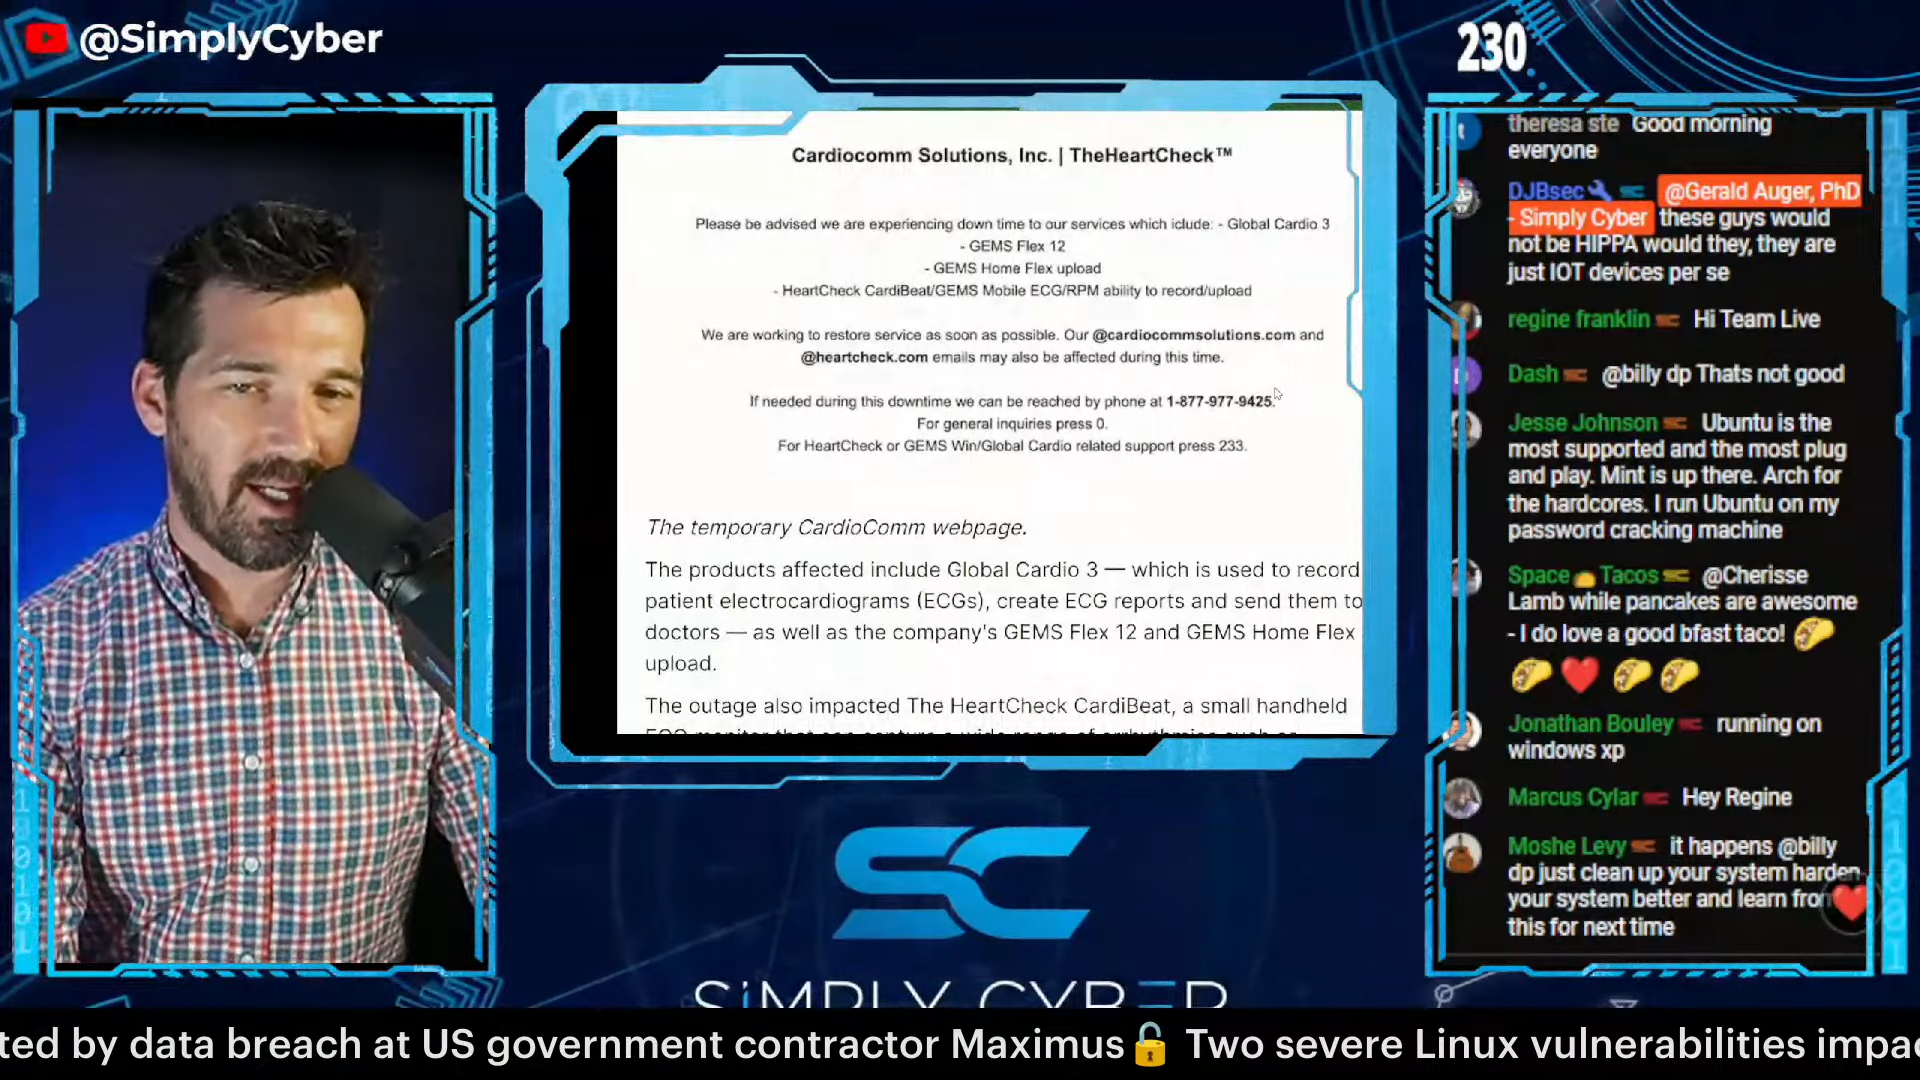 @SimplyCyber
230
Cardiocomm Solutions, Inc. | TheHeartCheck™
Please be advised we are experiencing down time to our services which iclude: - Global Cardio 3
- GEMS Flex 12
- GEMS Home Flex upload
- HeartCheck CardiBeat/GEMS Mobile ECG/RPM ability to record/upload
We are working to restore service as soon as possible. Our @cardiocommsolutions.com and
@heartcheck.com emails may also be affected during this time.
If needed during this downtime we can be reached by phone at 1-877-977-9425.
For general inquiries press 0.
For HeartCheck or GEMS Win/Global Cardio related support press 233.
The temporary CardioComm webpage.
The products affected include Global Cardio 3 — which is used to record
patient electrocardiograms (ECGs), create ECG reports and send them to
doctors — as well as the company's GEMS Flex 12 and GEMS Home Flex
upload.
The outage also impacted The HeartCheck CardiBeat, a small handheld
theresa ste Good morning
everyone
DJBsec🔧 @Gerald Auger, PhD
- Simply Cyber these guys would
not be HIPPA would they, they are
just IOT devices per se
regine franklin Hi Team Live
Dash @billy dp Thats not good
Jesse Johnson Ubuntu is the
most supported and the most plug
and play. Mint is up there. Arch for
the hardcores. I run Ubuntu on my
password cracking machine
Space🌮Tacos @Cherisse
Lamb while pancakes are awesome
- I do love a good bfast taco! 🌮
🌮❤️🌮🌮
Jonathan Bouley running on
windows xp
Marcus Cylar Hey Regine
Moshe Levy it happens @billy
dp just clean up your system harden
your system better and learn from
this for next time
SC
SiMPLY CYBER
ted by data breach at US government contractor Maximus🔓 Two severe Linux vulnerabilities impac